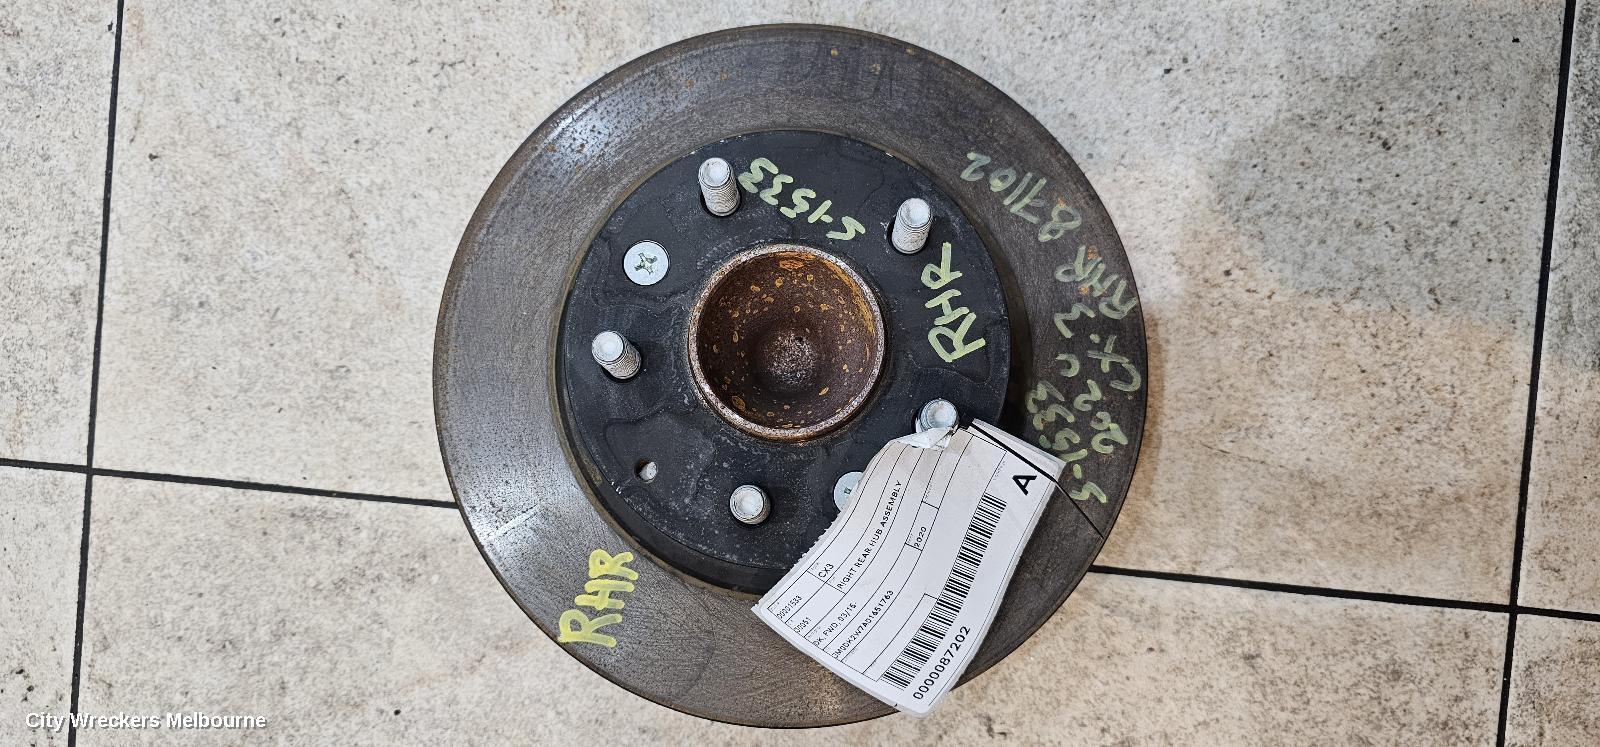 S-1533
RHR
87102
RHR
CX-3
2020
S-1533
RHR
A
CX3
RIGHT REAR HUB ASSEMBLY
00001533
2020
DK, FWD, 03/15-
0000087202
City Wreckers Melbourne